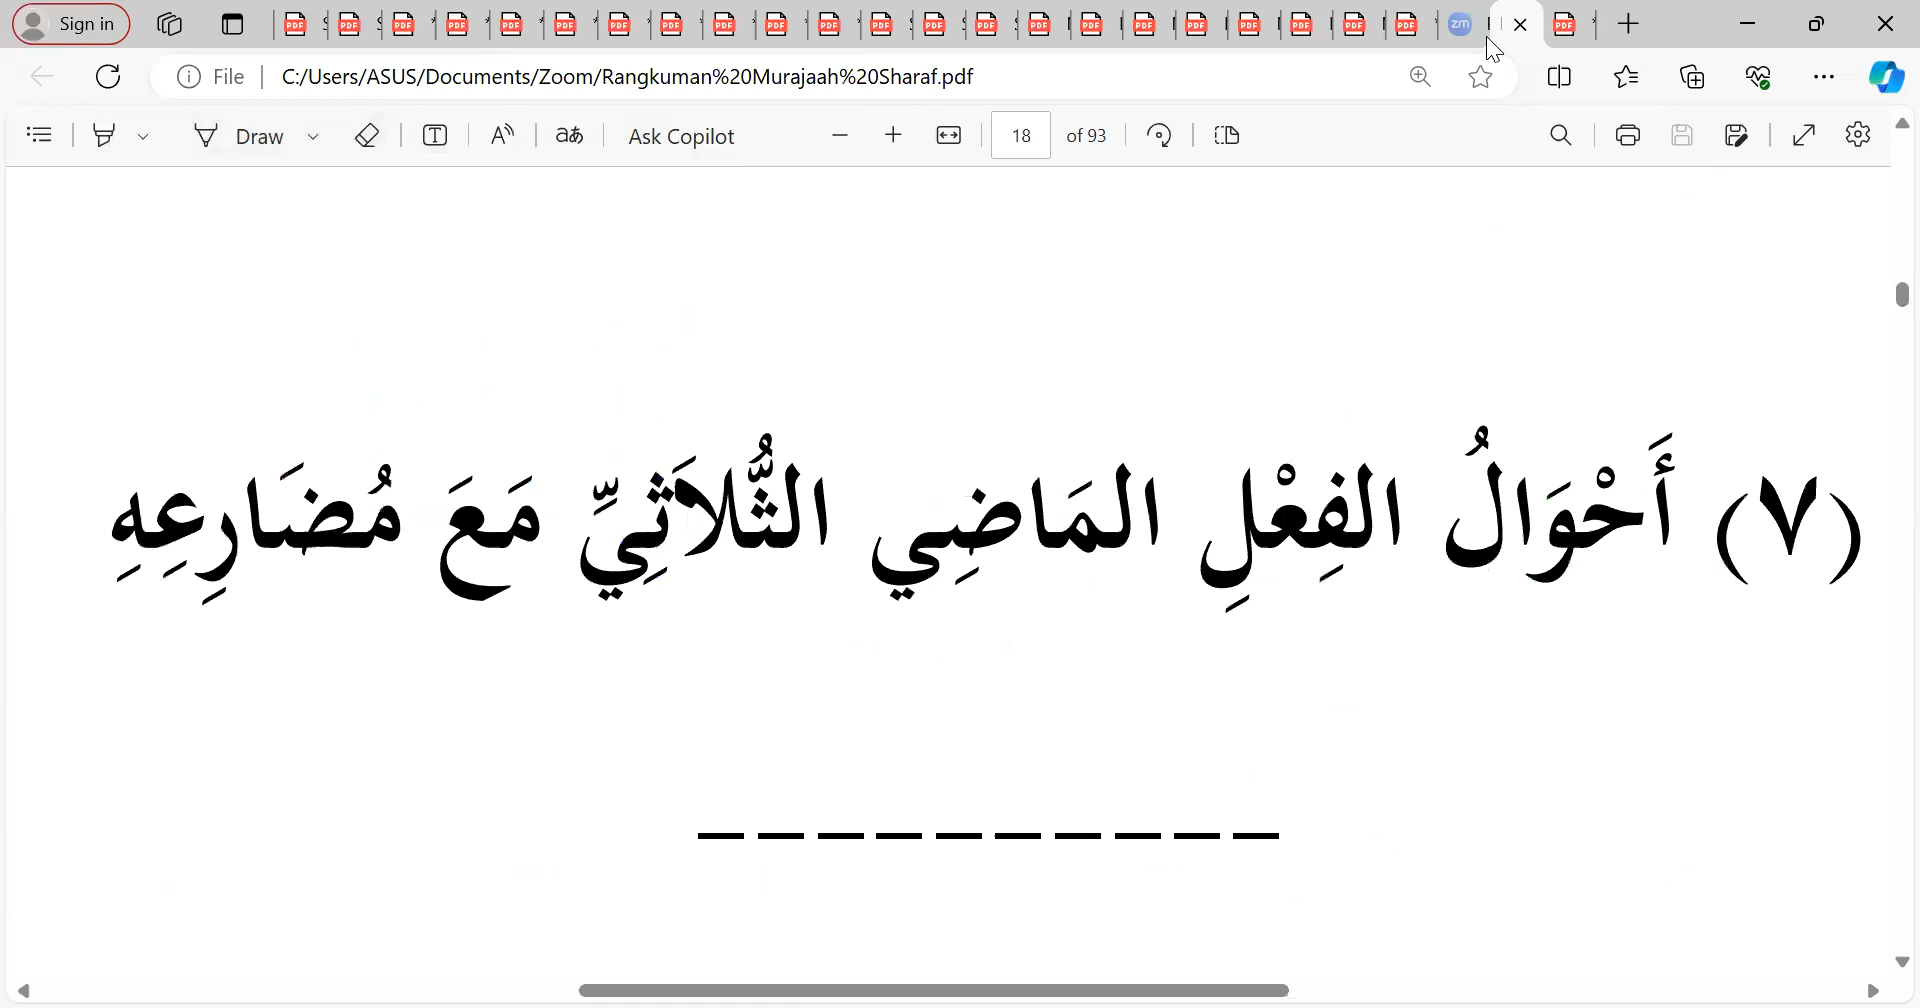 Sign in
File
C:/Users/ASUS/Documents/Zoom/Rangkuman%20Murajaah%20Sharaf.pdf
Draw
Ask Copilot
18 of 93
(٧) أَحْوَالُ الفِعْلِ المَاضِي الثُّلاَثِيِّ مَعَ مُضَارِعِهِ